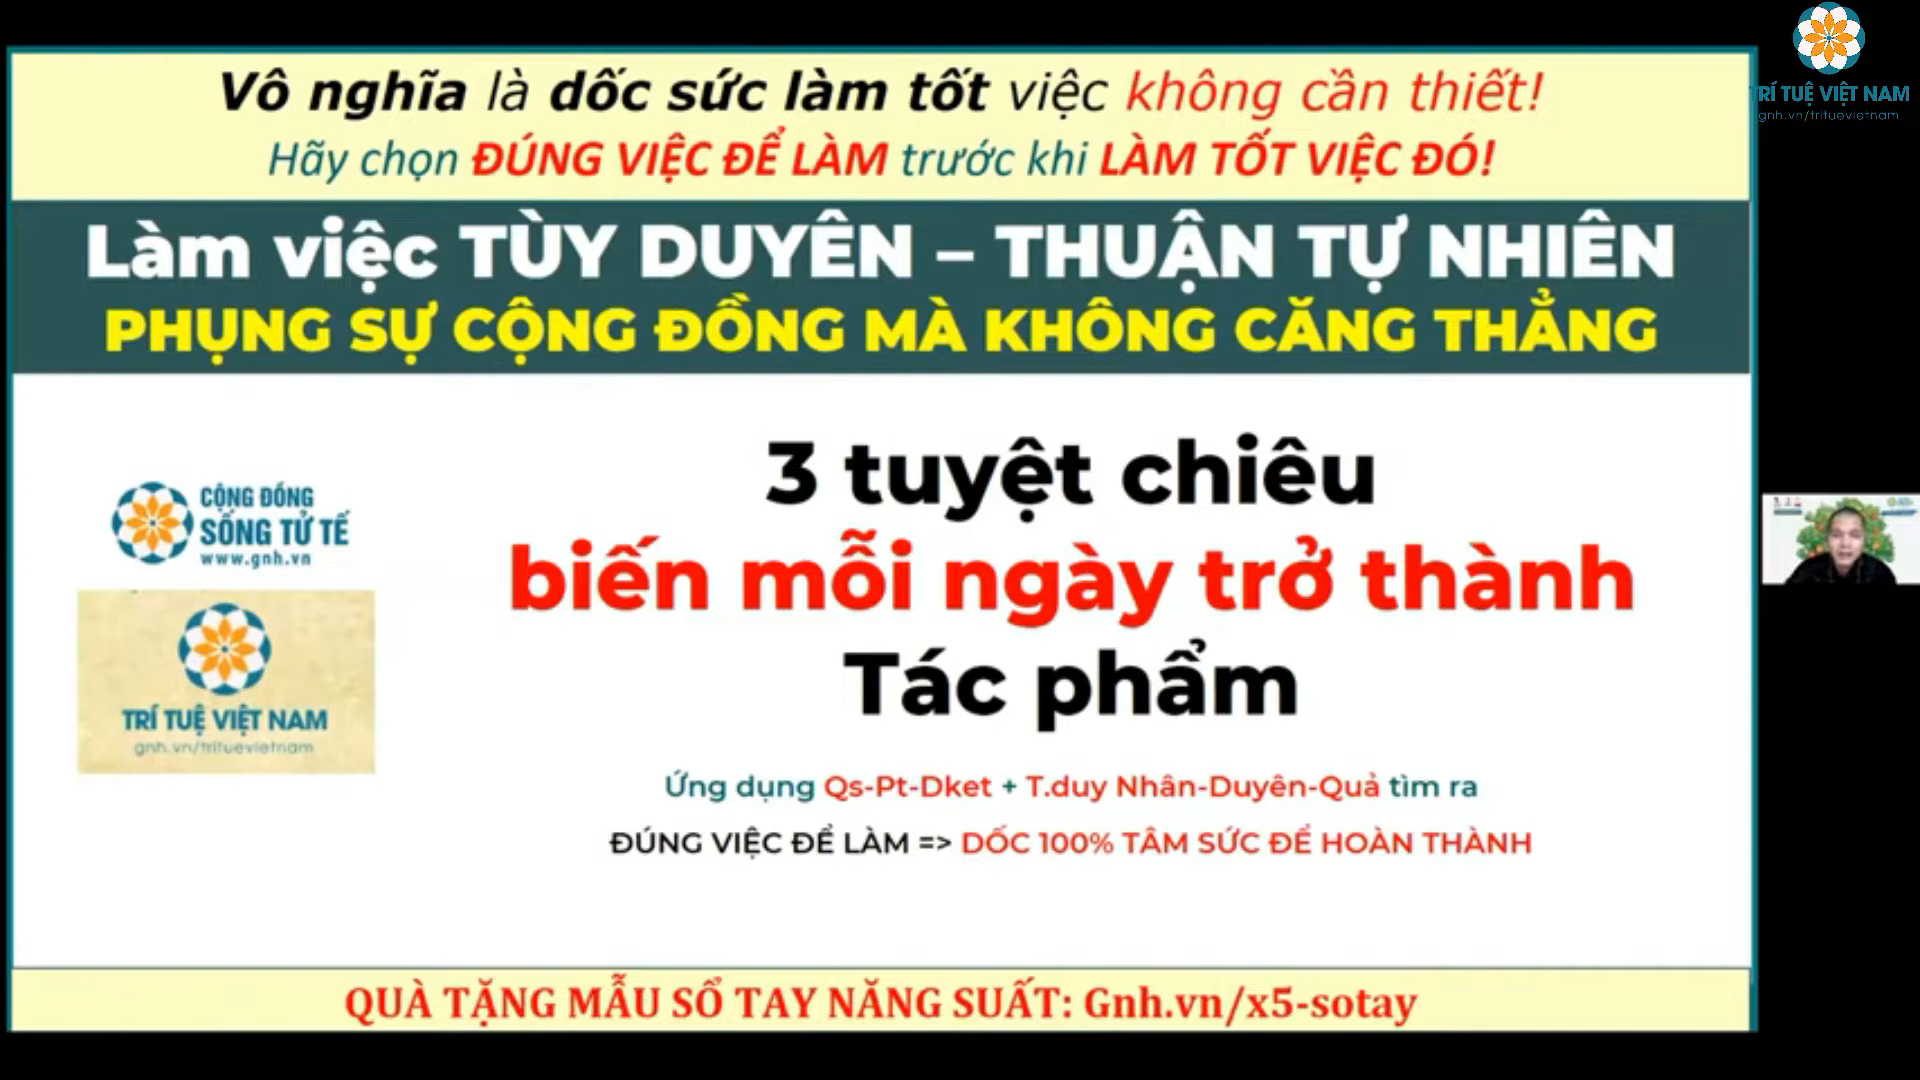 Vô nghĩa là dốc sức làm tốt việc không cần thiết!
Hãy chọn ĐÚNG VIỆC ĐỂ LÀM trước khi LÀM TỐT VIỆC ĐÓ!
TRÍ TUỆ VIỆT NAM
gnh.vn/trituevietnam
Làm việc TÙY DUYÊN – THUẬN TỰ NHIÊN
PHỤNG SỰ CỘNG ĐỒNG MÀ KHÔNG CĂNG THẲNG
CỘNG ĐỒNG
SỐNG TỬ TẾ
www.gnh.vn
TRÍ TUỆ VIỆT NAM
gnh.vn/trituevietnam
3 tuyệt chiêu
biến mỗi ngày trở thành
Tác phẩm
Ứng dụng Qs-Pt-Dket + T.duy Nhân-Duyên-Quả tìm ra
ĐÚNG VIỆC ĐỂ LÀM => DỐC 100% TÂM SỨC ĐỂ HOÀN THÀNH
QUÀ TẶNG MẪU SỔ TAY NĂNG SUẤT: Gnh.vn/x5-sotay